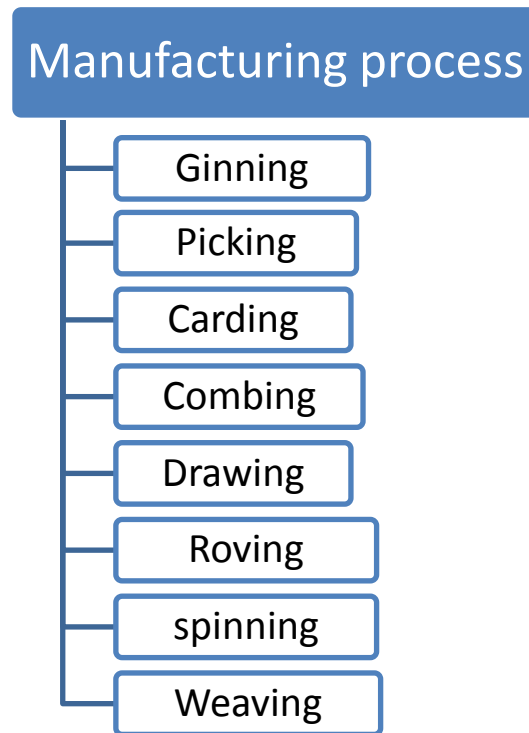 Manufacturing process
Ginning
Picking
Carding
Combing
Drawing
Roving
spinning
Weaving